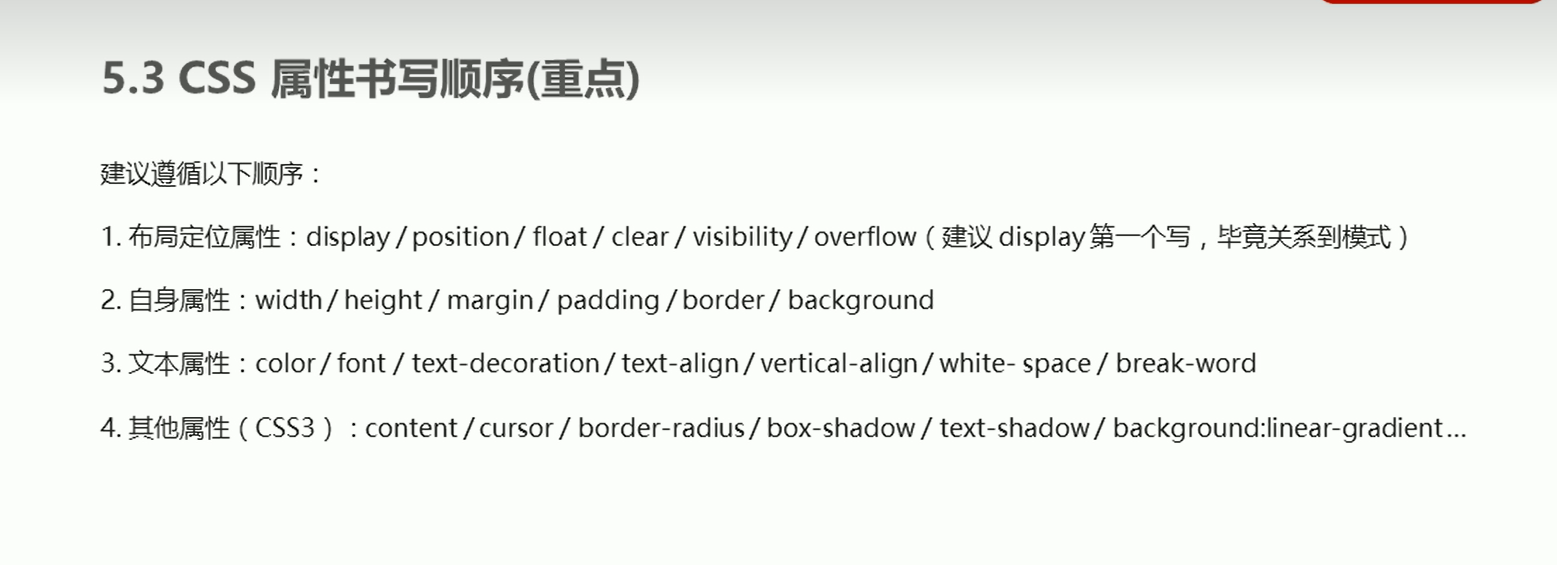 5.3 CSS 属性书写顺序(重点)
建议遵循以下顺序：
1. 布局定位属性：display / position / float / clear / visibility / overflow（建议 display 第一个写，毕竟关系到模式）
2. 自身属性：width / height / margin / padding / border / background
3. 文本属性：color / font / text-decoration / text-align / vertical-align / white- space / break-word
4. 其他属性（CSS3）：content / cursor / border-radius / box-shadow / text-shadow / background:linear-gradient…